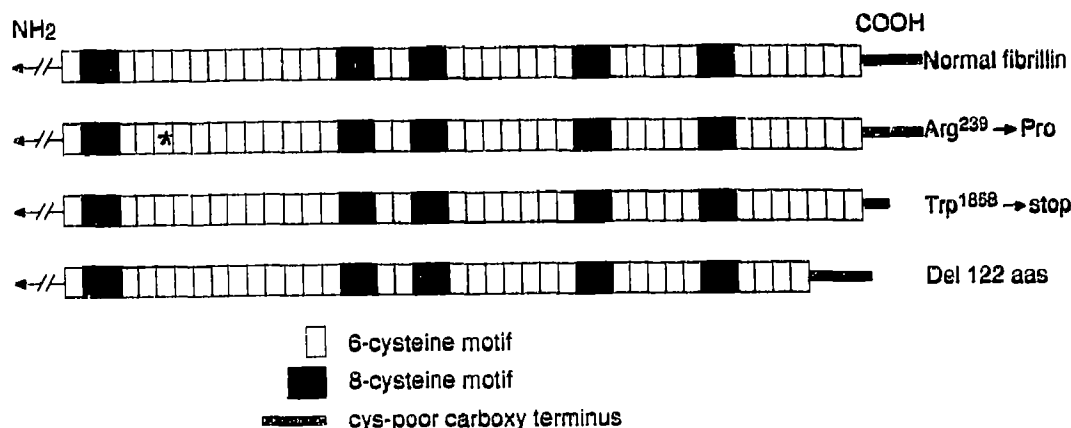 NH2
COOH
Normal fibrillin
* Arg239 → Pro
Trp1868 → stop
Del 122 aas
6-cysteine motif
8-cysteine motif
cys-poor carboxy terminus